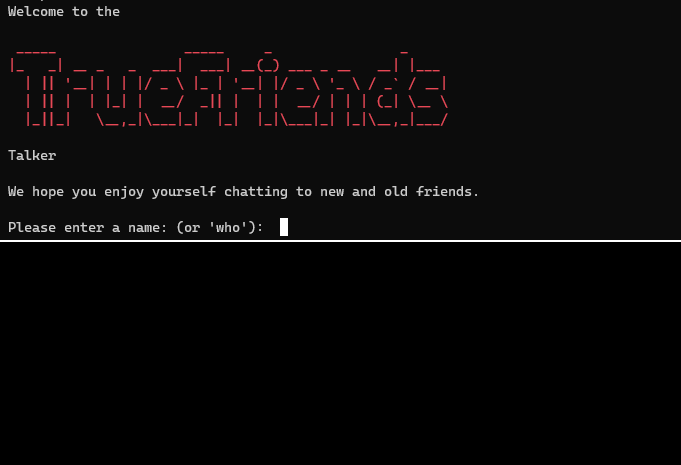 Welcome to the
TrueFriends
Talker
We hope you enjoy yourself chatting to new and old friends.
Please enter a name: (or 'who'):